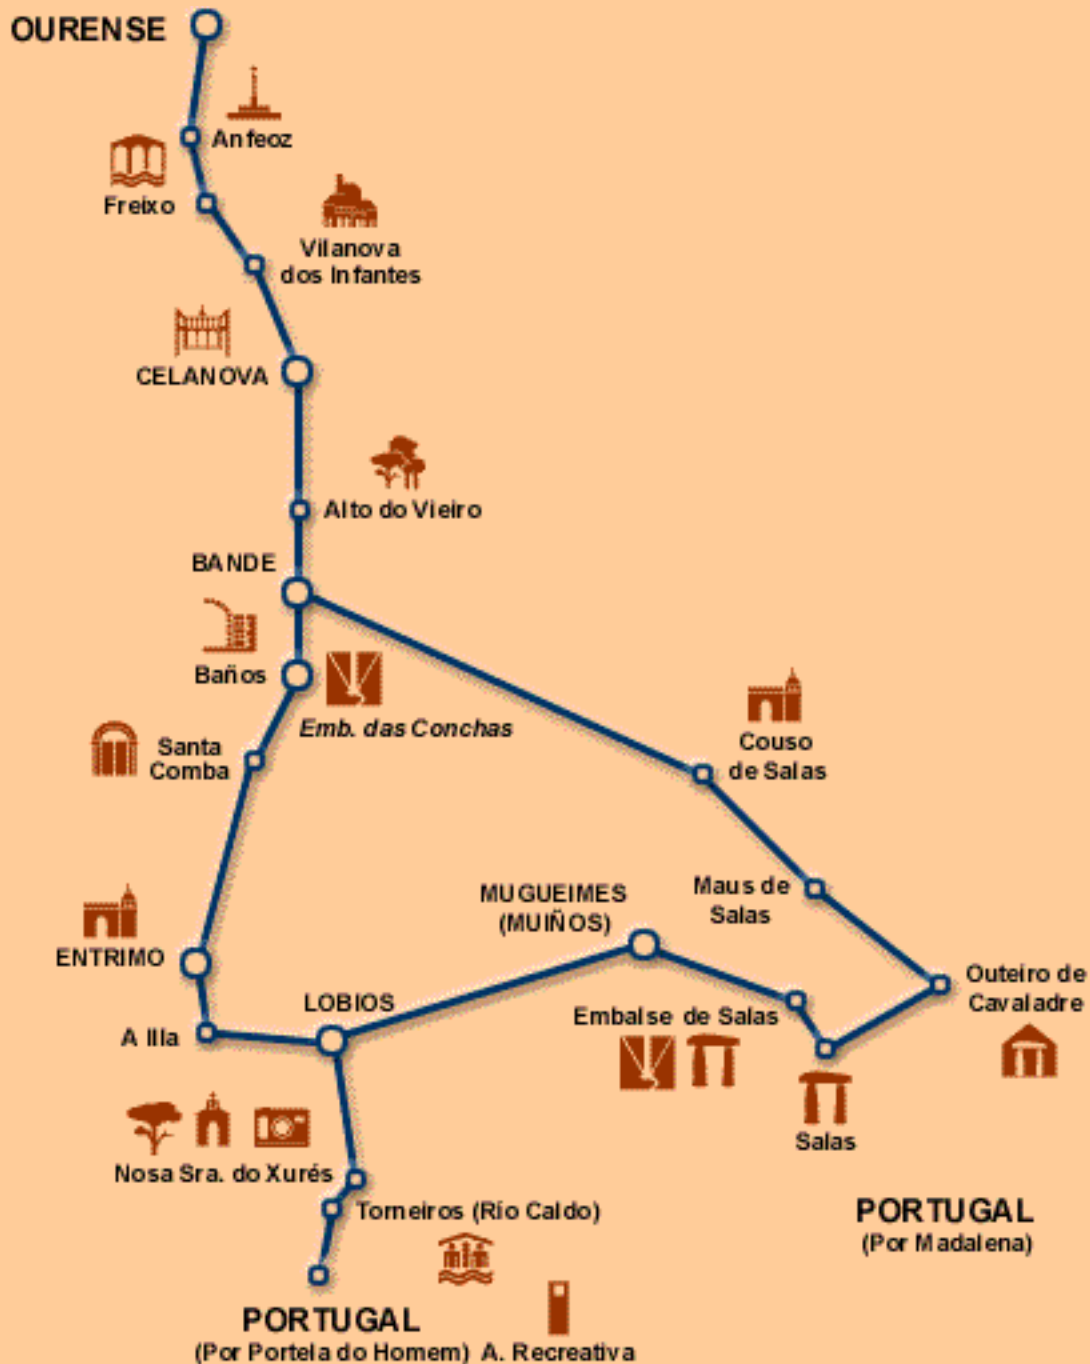 OURENSE
Anfeoz
Freixo
Vilanova
dos Infantes
CELANOVA
Alto do Vieiro
BANDE
Baños
Emb. das Conchas
Santa
Comba
Couso
de Salas
MUGUEIMES
(MUIÑOS)
Maus de
Salas
ENTRIMO
Outeiro de
Cavaladre
LOBIOS
A Illa
Embalse de Salas
Salas
Nosa Sra. do Xurés
Torneiros (Río Caldo)
PORTUGAL
(Por Madalena)
PORTUGAL
(Por Portela do Homem) A. Recreativa